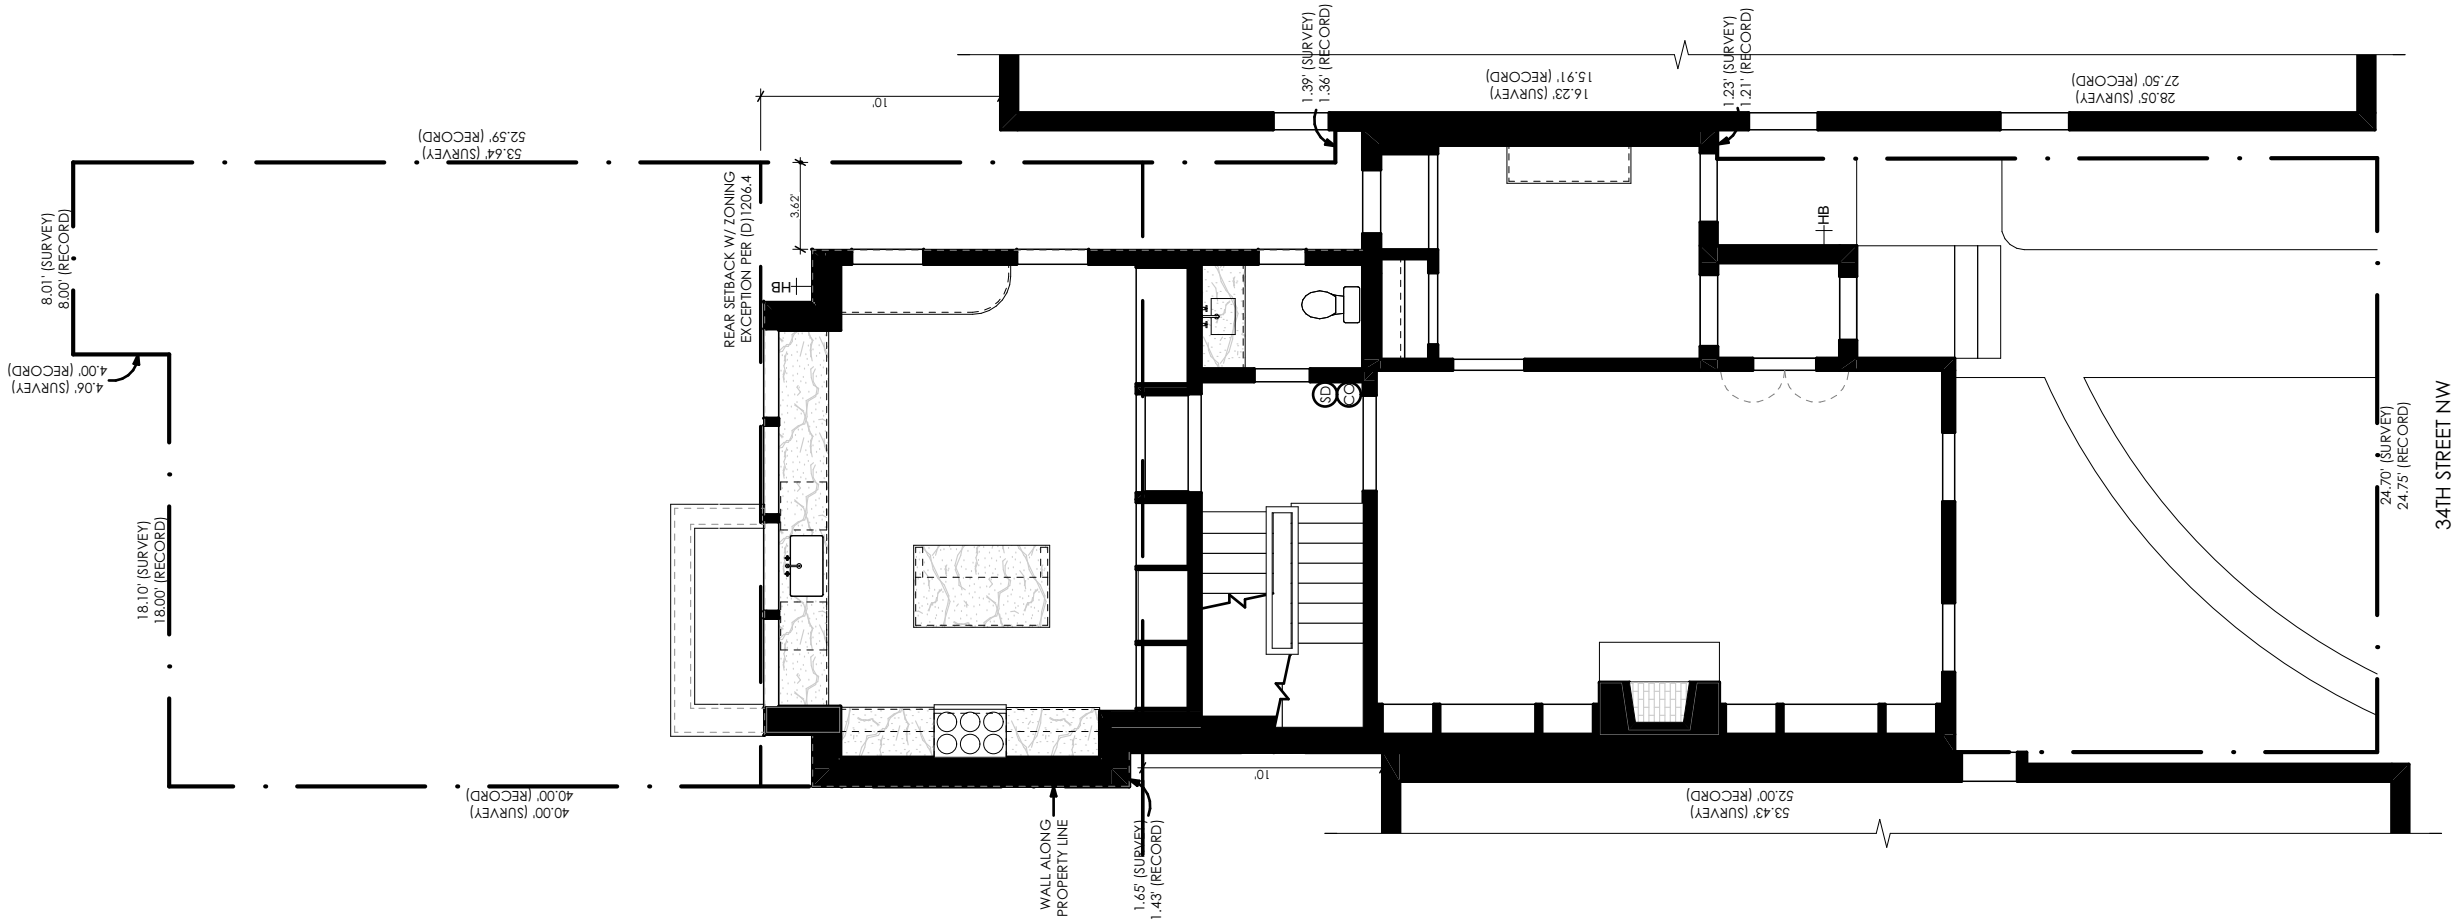 8.01' (SURVEY)
8.00' (RECORD)
4.06' (SURVEY)
4.00' (RECORD)
18.10' (SURVEY)
18.00' (RECORD)
53.64' (SURVEY)
52.59' (RECORD)
40.00' (SURVEY)
40.00' (RECORD)
REAR SETBACK W/ ZONING
EXCEPTION PER (D)1206.4
10'
3.62'
HB
1.39' (SURVEY)
1.36' (RECORD)
16.23' (SURVEY)
15.91' (RECORD)
1.23' (SURVEY)
1.21' (RECORD)
28.05' (SURVEY)
27.50' (RECORD)
HB
SD
CO
WALL ALONG
PROPERTY LINE
1.65' (SURVEY)
1.43' (RECORD)
10'
53.43' (SURVEY)
52.00' (RECORD)
24.70' (SURVEY)
24.75' (RECORD)
34TH STREET NW